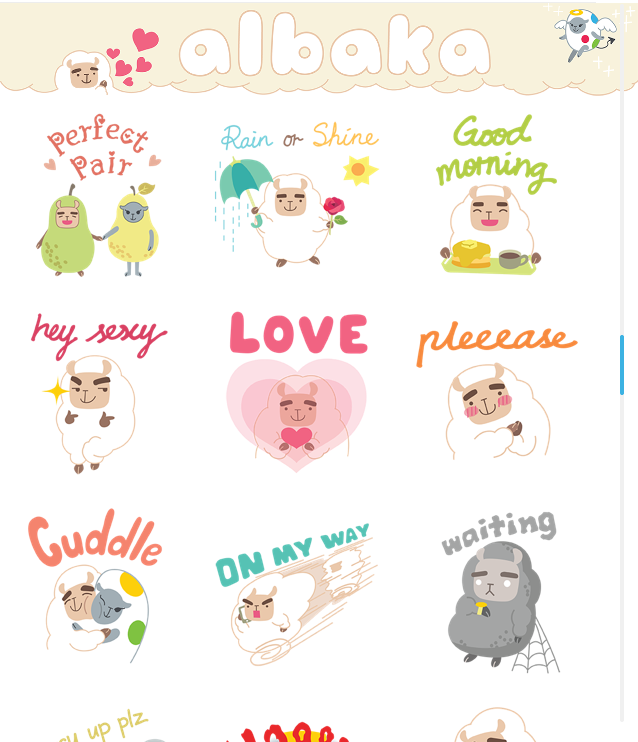 albaka
Perfect
Pair
Rain or Shine
Good
morning
hey sexy
LOVE
pleeease
Cuddle
ON MY WAY
waiting
up plz